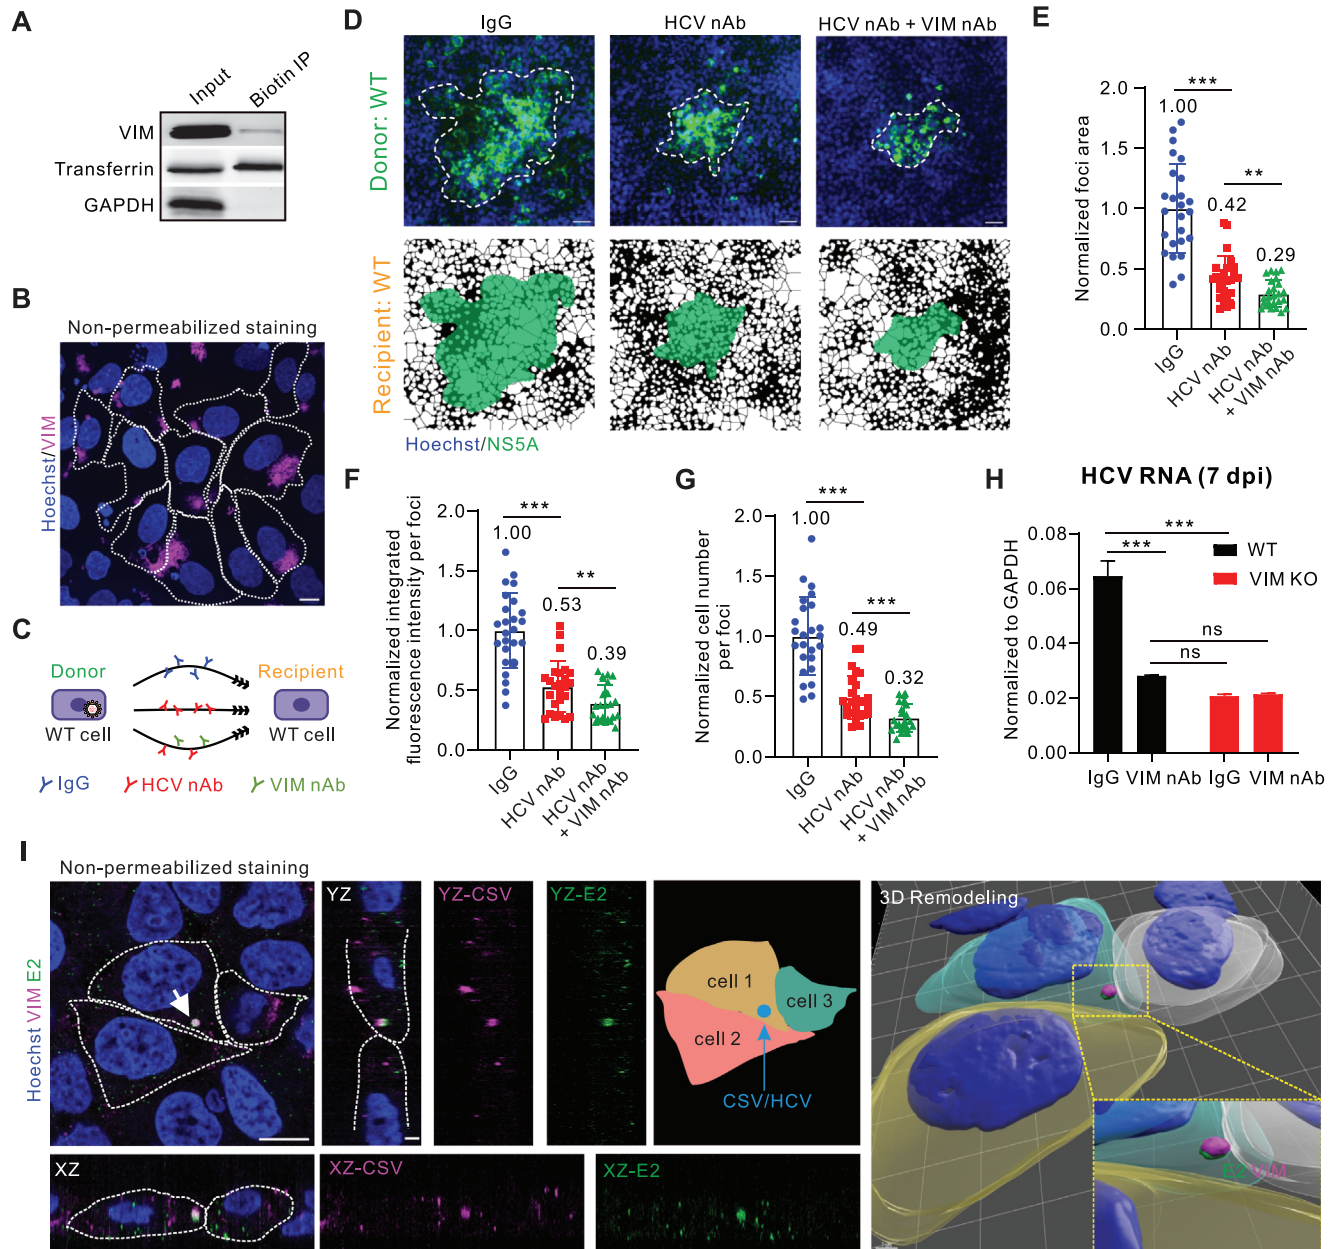 A
Input
Biotin IP
VIM
Transferrin
GAPDH
B
Non-permeabilized staining
Hoechst/VIM
C
Donor
Recipient
WT cell
WT cell
IgG
HCV nAb
VIM nAb
D
IgG
HCV nAb
HCV nAb + VIM nAb
Donor: WT
Recipient: WT
Hoechst/NS5A
E
Normalized foci area
2.0
1.5
1.0
0.5
0.0
***
1.00
**
0.42
0.29
IgG
HCV nAb
HCV nAb
+ VIM nAb
F
Normalized integrated
fluorescence intensity per foci
2.0
1.5
1.0
0.5
0.0
***
1.00
**
0.53
0.39
IgG
HCV nAb
HCV nAb
+ VIM nAb
G
Normalized cell number
per foci
2.0
1.5
1.0
0.5
0.0
***
1.00
***
0.49
0.32
IgG
HCV nAb
HCV nAb
+ VIM nAb
H
HCV RNA (7 dpi)
Normalized to GAPDH
0.08
0.06
0.04
0.02
0.00
***
***
WT
VIM KO
ns
ns
IgG
VIM nAb
IgG
VIM nAb
I
Non-permeabilized staining
Hoechst VIM E2
YZ
YZ-CSV
YZ-E2
cell 1
cell 3
cell 2
CSV/HCV
3D Remodeling
E2 VIM
XZ
XZ-CSV
XZ-E2